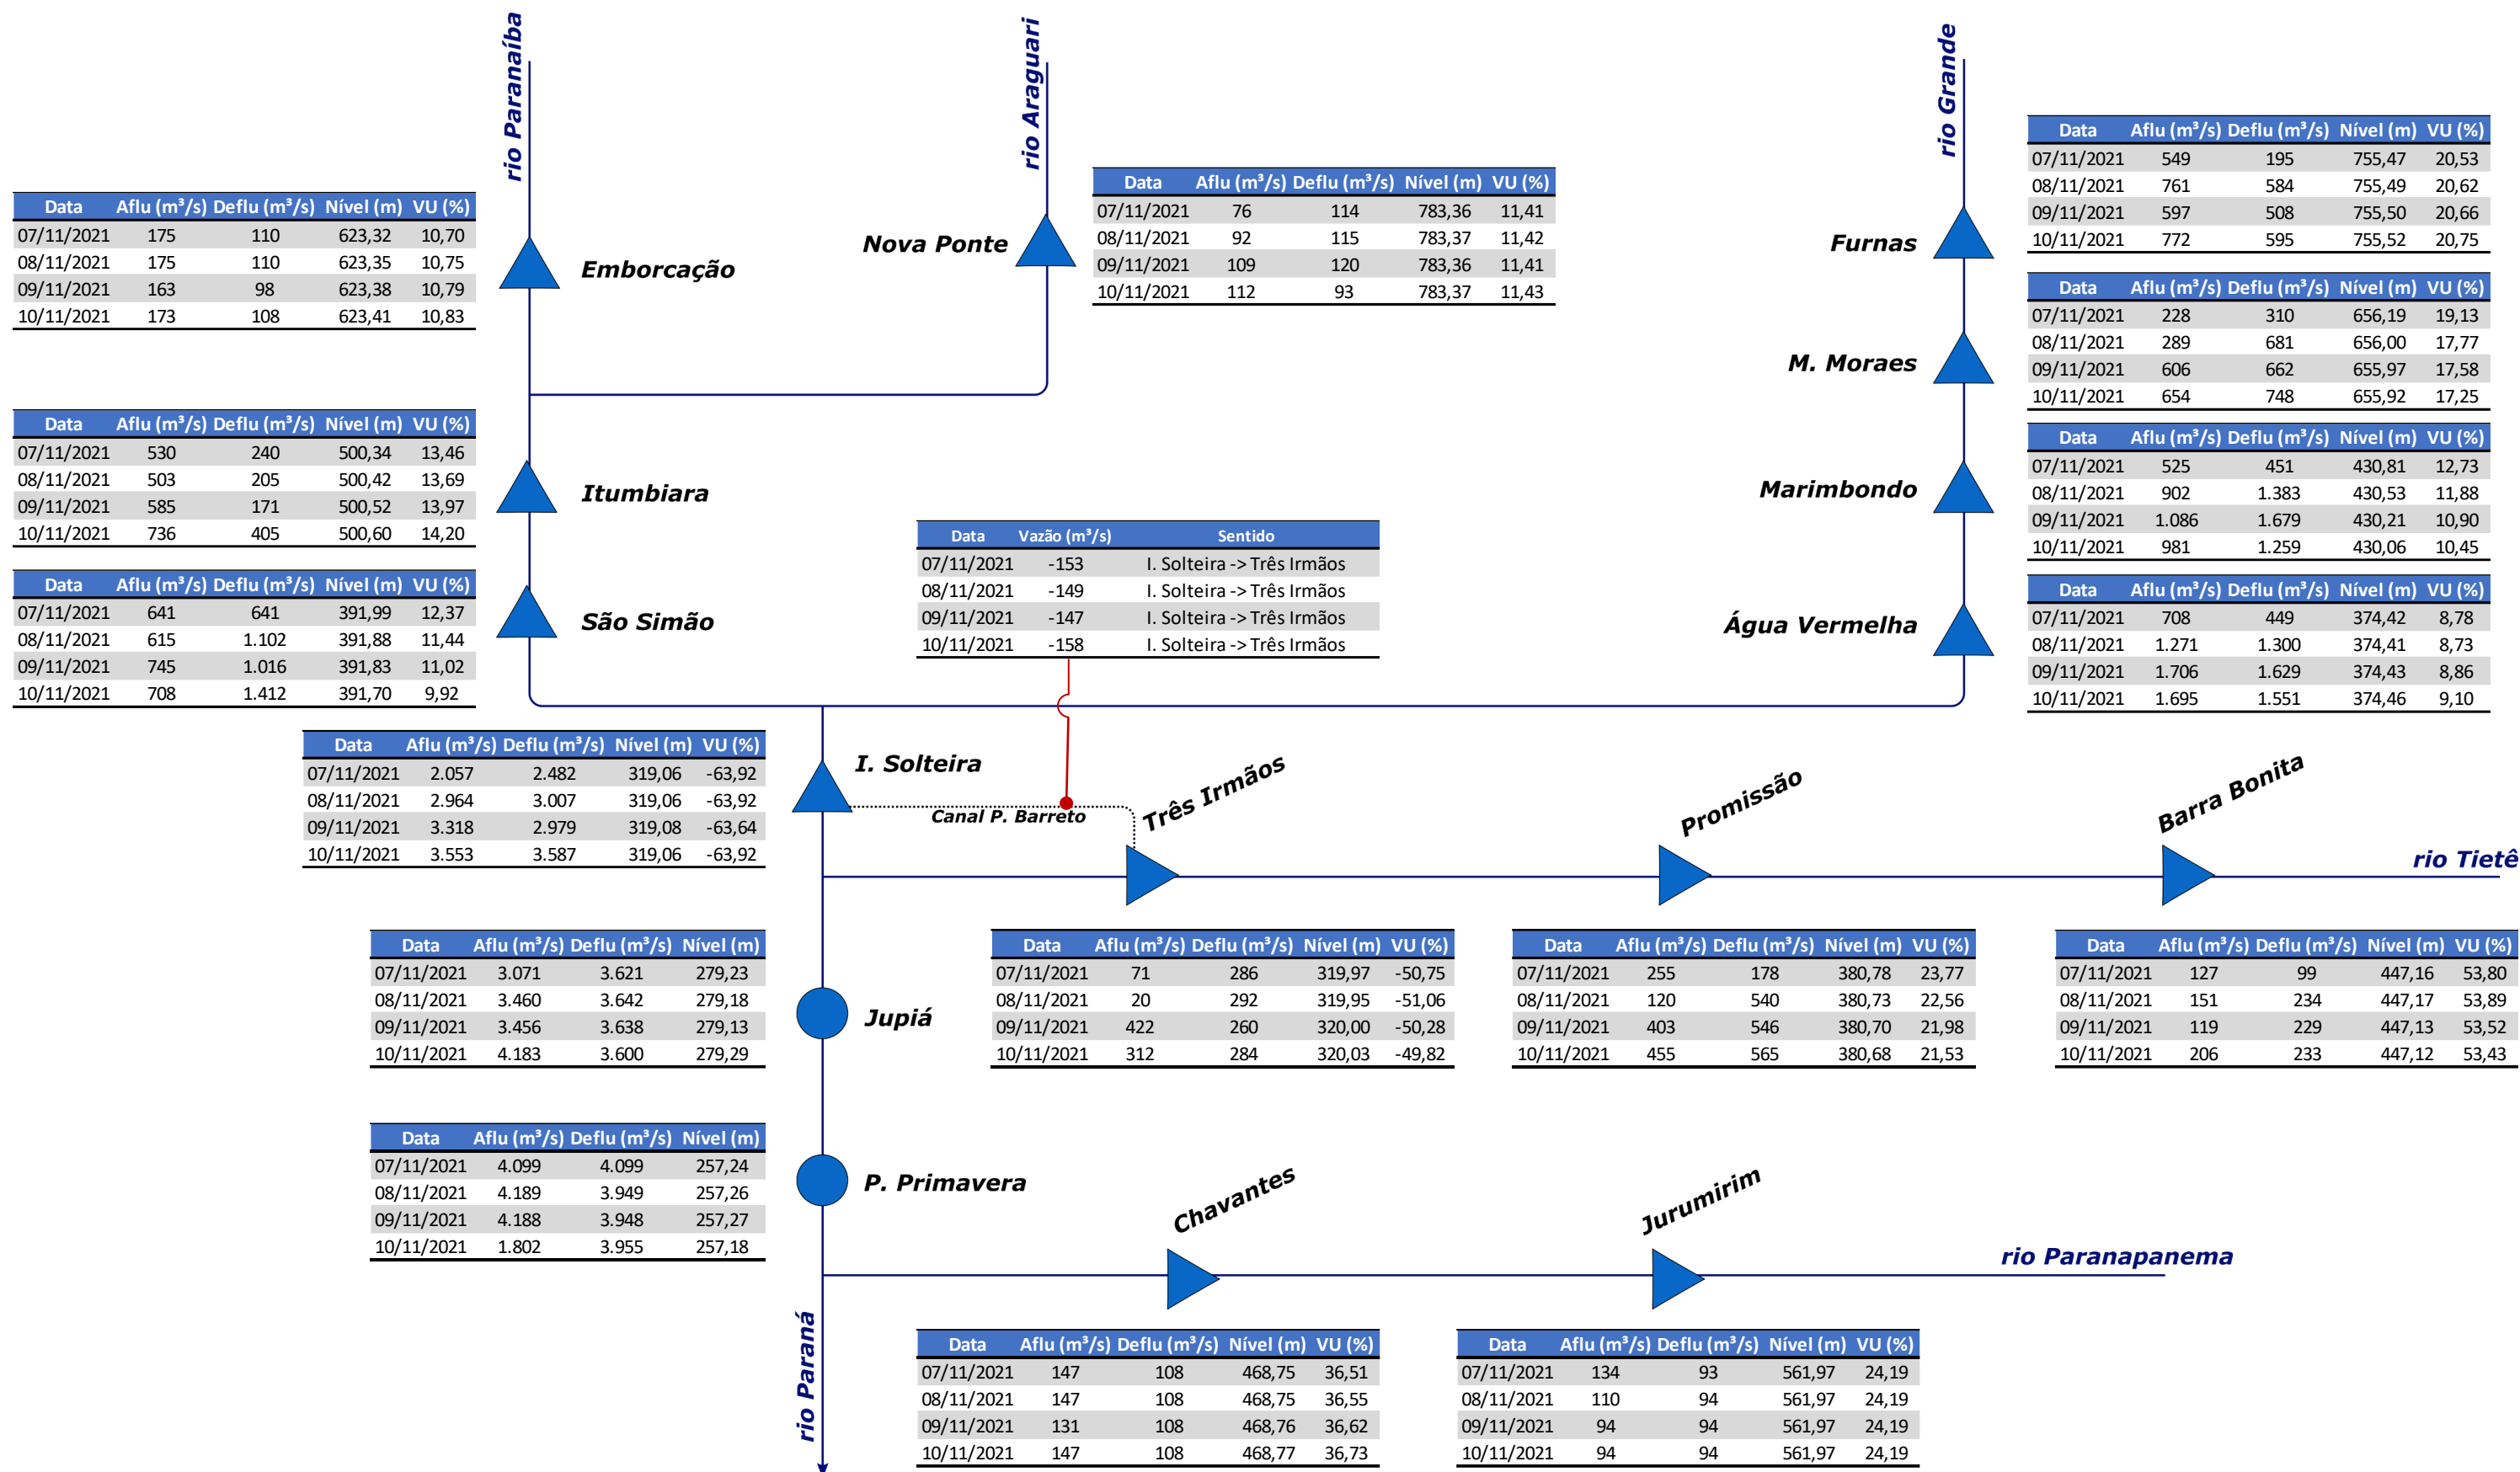 rio Paranaíba
rio Araguari
rio Grande
Data Aflu (m³/s) Deflu (m³/s) Nível (m) VU (%)
07/11/2021 549 195 755,47 20,53
08/11/2021 761 584 755,49 20,62
09/11/2021 597 508 755,50 20,66
10/11/2021 772 595 755,52 20,75
Furnas
Data Aflu (m³/s) Deflu (m³/s) Nível (m) VU (%)
07/11/2021 76 114 783,36 11,41
08/11/2021 92 115 783,37 11,42
09/11/2021 109 120 783,36 11,41
10/11/2021 112 93 783,37 11,43
Nova Ponte
Data Aflu (m³/s) Deflu (m³/s) Nível (m) VU (%)
07/11/2021 175 110 623,32 10,70
08/11/2021 175 110 623,35 10,75
09/11/2021 163 98 623,38 10,79
10/11/2021 173 108 623,41 10,83
Emborcação
Data Aflu (m³/s) Deflu (m³/s) Nível (m) VU (%)
07/11/2021 228 310 656,19 19,13
08/11/2021 289 681 656,00 17,77
09/11/2021 606 662 655,97 17,58
10/11/2021 654 748 655,92 17,25
M. Moraes
Data Aflu (m³/s) Deflu (m³/s) Nível (m) VU (%)
07/11/2021 530 240 500,34 13,46
08/11/2021 503 205 500,42 13,69
09/11/2021 585 171 500,52 13,97
10/11/2021 736 405 500,60 14,20
Itumbiara
Data Aflu (m³/s) Deflu (m³/s) Nível (m) VU (%)
07/11/2021 525 451 430,81 12,73
08/11/2021 902 1.383 430,53 11,88
09/11/2021 1.086 1.679 430,21 10,90
10/11/2021 981 1.259 430,06 10,45
Marimbondo
Data Vazão (m³/s) Sentido
07/11/2021 -153 I. Solteira -> Três Irmãos
08/11/2021 -149 I. Solteira -> Três Irmãos
09/11/2021 -147 I. Solteira -> Três Irmãos
10/11/2021 -158 I. Solteira -> Três Irmãos
Data Aflu (m³/s) Deflu (m³/s) Nível (m) VU (%)
07/11/2021 641 641 391,99 12,37
08/11/2021 615 1.102 391,88 11,44
09/11/2021 745 1.016 391,83 11,02
10/11/2021 708 1.412 391,70 9,92
São Simão
Data Aflu (m³/s) Deflu (m³/s) Nível (m) VU (%)
07/11/2021 708 449 374,42 8,78
08/11/2021 1.271 1.300 374,41 8,73
09/11/2021 1.706 1.629 374,43 8,86
10/11/2021 1.695 1.551 374,46 9,10
Água Vermelha
Data Aflu (m³/s) Deflu (m³/s) Nível (m) VU (%)
07/11/2021 2.057 2.482 319,06 -63,92
08/11/2021 2.964 3.007 319,06 -63,92
09/11/2021 3.318 2.979 319,08 -63,64
10/11/2021 3.553 3.587 319,06 -63,92
I. Solteira
Canal P. Barreto
Três Irmãos
Promissão
Barra Bonita
rio Tietê
Data Aflu (m³/s) Deflu (m³/s) Nível (m)
07/11/2021 3.071 3.621 279,23
08/11/2021 3.460 3.642 279,18
09/11/2021 3.456 3.638 279,13
10/11/2021 4.183 3.600 279,29
Jupiá
Data Aflu (m³/s) Deflu (m³/s) Nível (m) VU (%)
07/11/2021 71 286 319,97 -50,75
08/11/2021 20 292 319,95 -51,06
09/11/2021 422 260 320,00 -50,28
10/11/2021 312 284 320,03 -49,82
Data Aflu (m³/s) Deflu (m³/s) Nível (m) VU (%)
07/11/2021 255 178 380,78 23,77
08/11/2021 120 540 380,73 22,56
09/11/2021 403 546 380,70 21,98
10/11/2021 455 565 380,68 21,53
Data Aflu (m³/s) Deflu (m³/s) Nível (m) VU (%)
07/11/2021 127 99 447,16 53,80
08/11/2021 151 234 447,17 53,89
09/11/2021 119 229 447,13 53,52
10/11/2021 206 233 447,12 53,43
Data Aflu (m³/s) Deflu (m³/s) Nível (m)
07/11/2021 4.099 4.099 257,24
08/11/2021 4.189 3.949 257,26
09/11/2021 4.188 3.948 257,27
10/11/2021 1.802 3.955 257,18
P. Primavera
Chavantes
Jurumirim
rio Paranapanema
rio Paraná
Data Aflu (m³/s) Deflu (m³/s) Nível (m) VU (%)
07/11/2021 147 108 468,75 36,51
08/11/2021 147 108 468,75 36,55
09/11/2021 131 108 468,76 36,62
10/11/2021 147 108 468,77 36,73
Data Aflu (m³/s) Deflu (m³/s) Nível (m) VU (%)
07/11/2021 134 93 561,97 24,19
08/11/2021 110 94 561,97 24,19
09/11/2021 94 94 561,97 24,19
10/11/2021 94 94 561,97 24,19